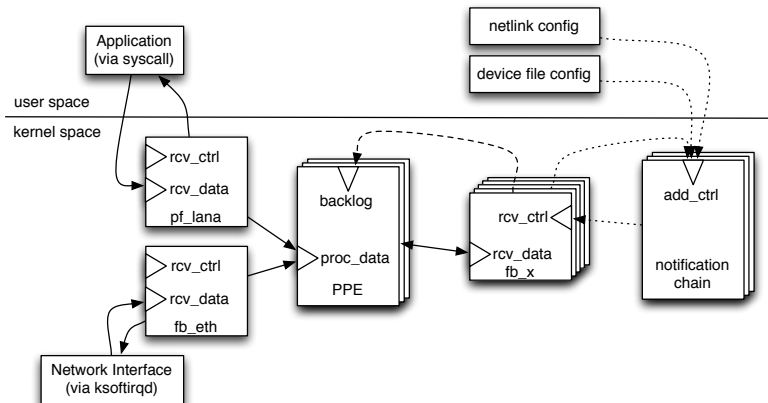 netlink config
Application
(via syscall)
device file config
user space
kernel space
rcv_ctrl
rcv_data
pf_lana
backlog
proc_data
PPE
rcv_ctrl
rcv_data
fb_x
add_ctrl
notification
chain
rcv_ctrl
rcv_data
fb_eth
Network Interface
(via ksoftirqd)